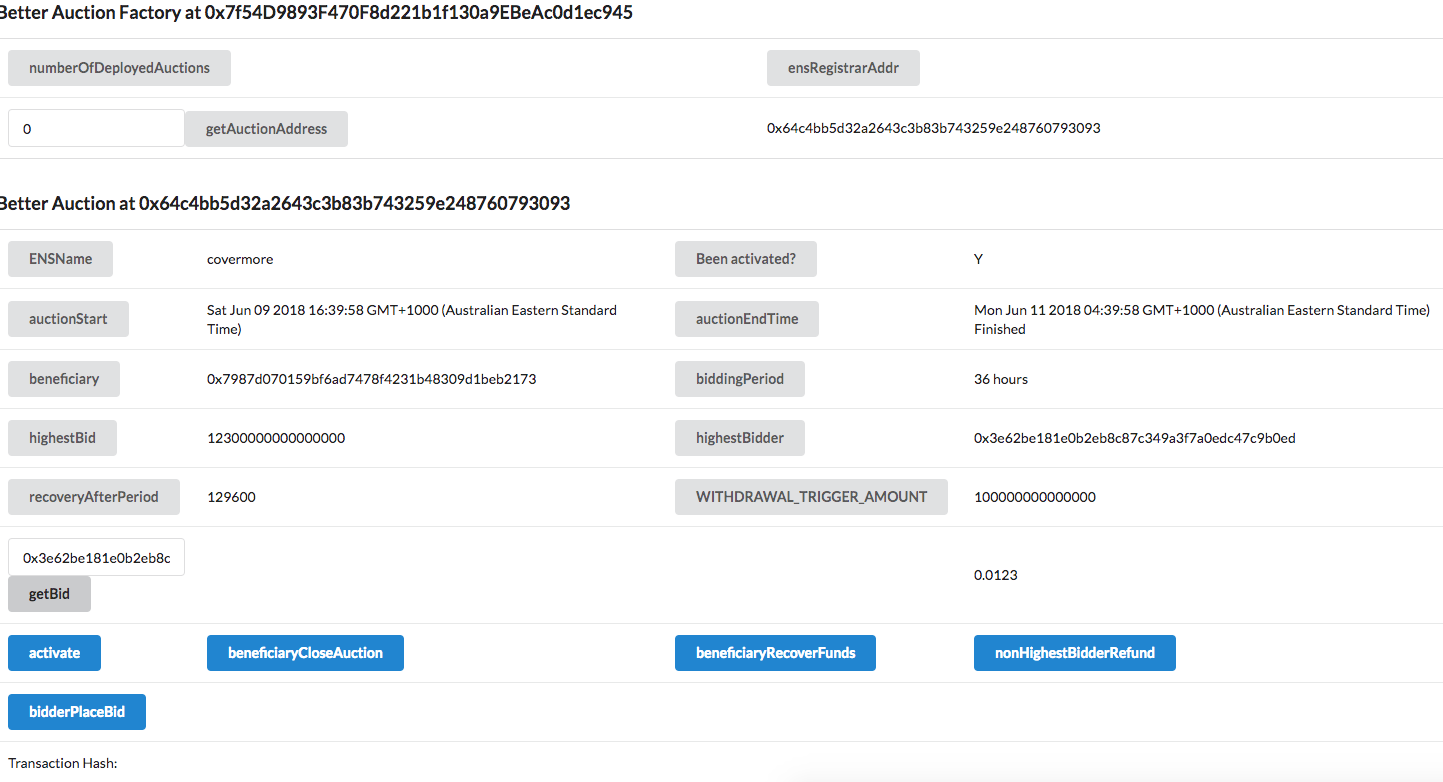 Better Auction Factory at 0x7f54D9893F470F8d221b1f130a9EBeAc0d1ec945
numberOfDeployedAuctions ensRegistrarAddr
0 getAuctionAddress 0x64c4bb5d32a2643c3b83b743259e248760793093
Better Auction at 0x64c4bb5d32a2643c3b83b743259e248760793093
ENSName covermore Been activated? Y
auctionStart Sat Jun 09 2018 16:39:58 GMT+1000 (Australian Eastern Standard
Time)
auctionEndTime Mon Jun 11 2018 04:39:58 GMT+1000 (Australian Eastern Standard Time)
Finished
beneficiary 0x7987d070159bf6ad7478f4231b48309d1beb2173 biddingPeriod 36 hours
highestBid 12300000000000000 highestBidder 0x3e62be181e0b2eb8c87c349a3f7a0edc47c9b0ed
recoveryAfterPeriod 129600 WITHDRAWAL_TRIGGER_AMOUNT 100000000000000
0x3e62be181e0b2eb8c
getBid 0.0123
activate beneficiaryCloseAuction beneficiaryRecoverFunds nonHighestBidderRefund
bidderPlaceBid
Transaction Hash: